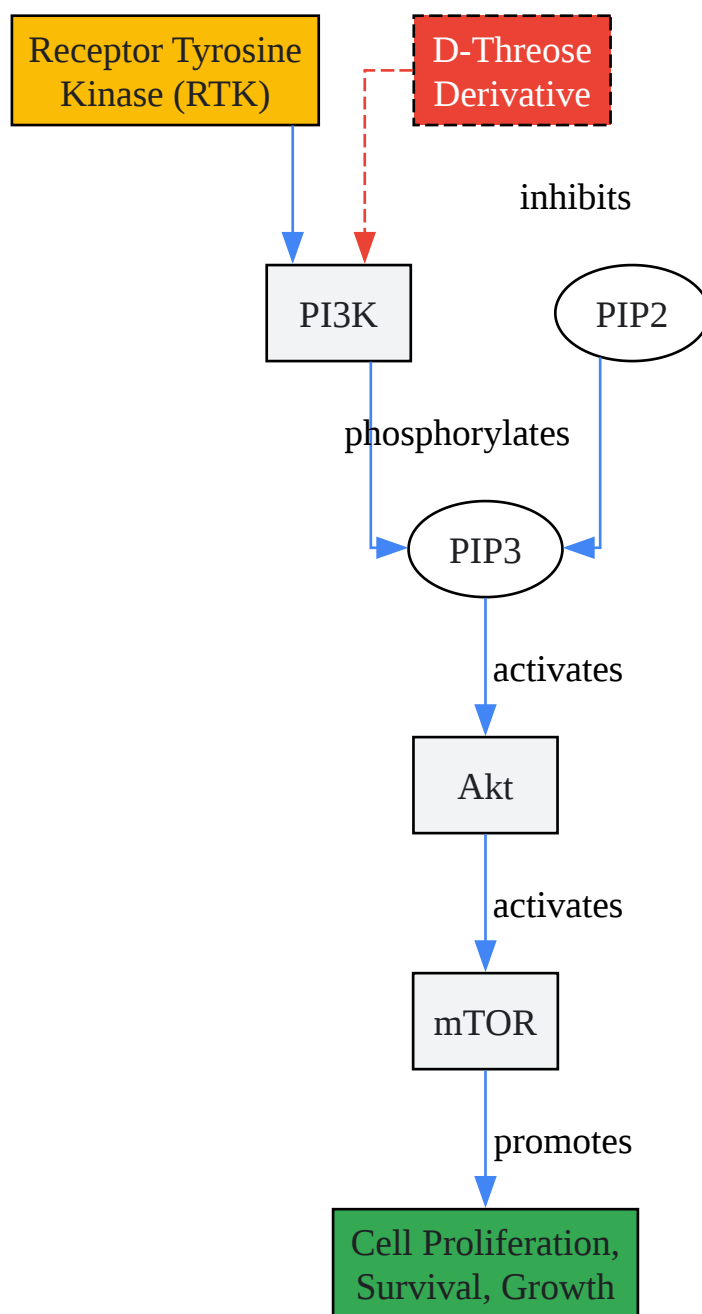 Receptor Tyrosine
Kinase (RTK)
D-Threose
Derivative
inhibits
PI3K
PIP2
phosphorylates
PIP3
activates
Akt
activates
mTOR
promotes
Cell Proliferation,
Survival, Growth